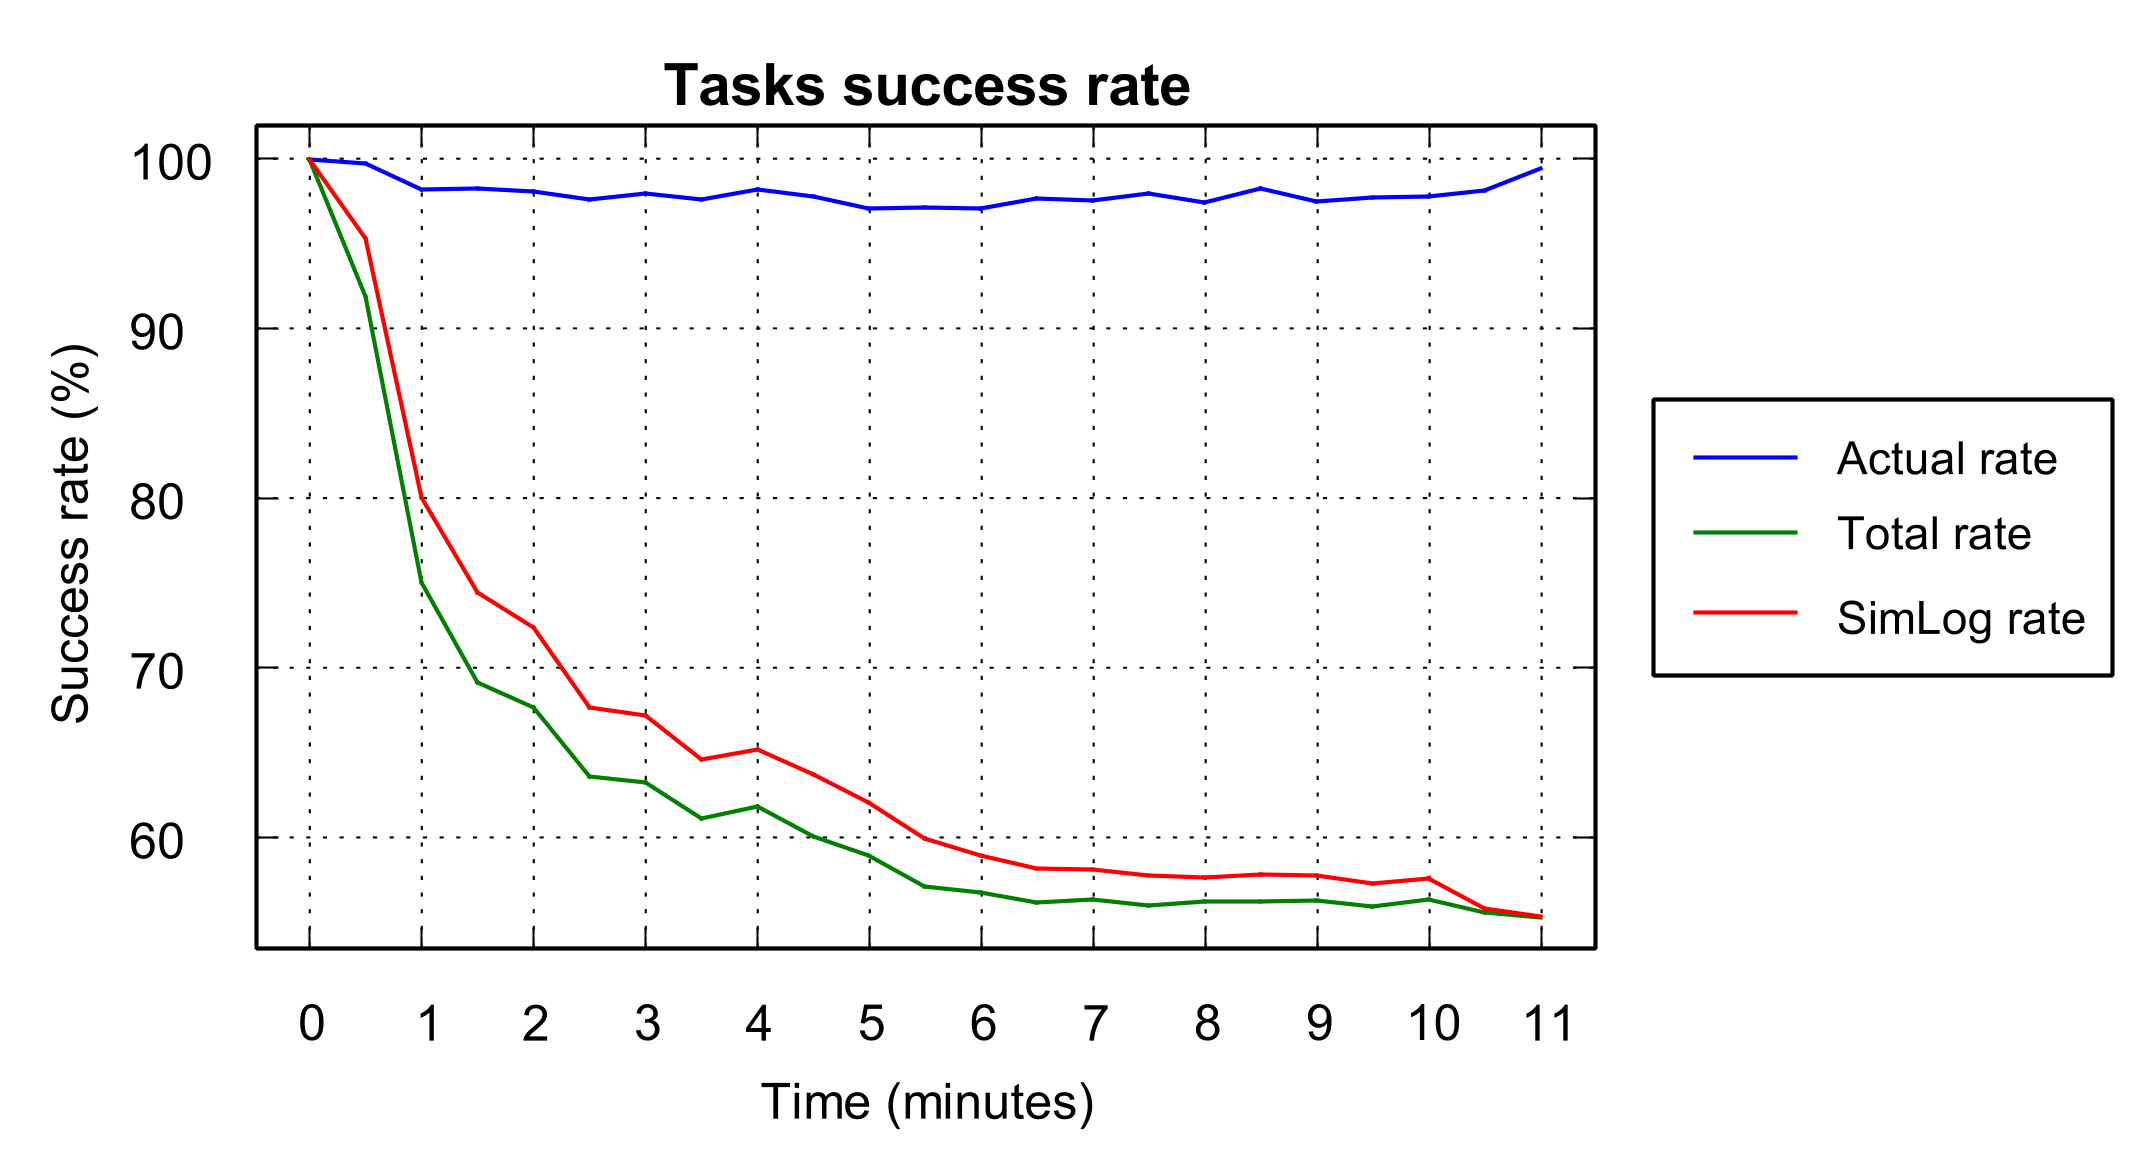 Tasks success rate
100
90
80
70
60
Success rate (%)
0 1 2 3 4 5 6 7 8 9 10 11
Time (minutes)
Actual rate
Total rate
SimLog rate